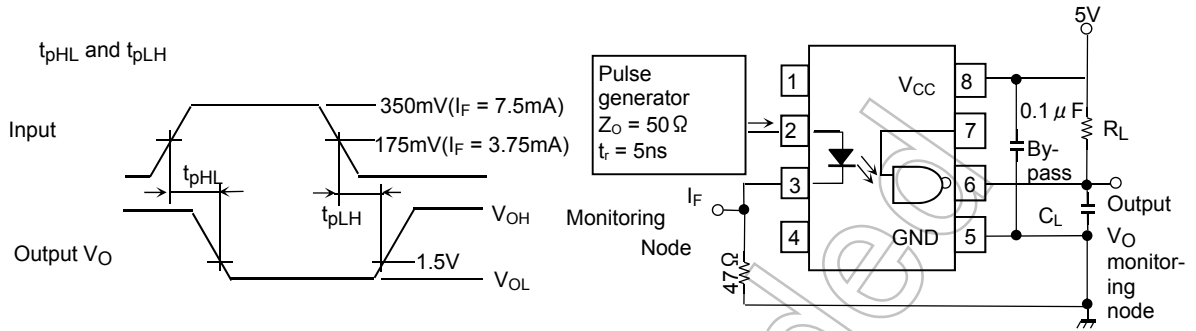 tpHL and tpLH
Input
350mV(IF = 7.5mA)
175mV(IF = 3.75mA)
tpHL
tpLH
VOH
Output VO
1.5V
VOL
5V
Pulse
generator
ZO = 50 Ω
tr = 5ns
1
2
3
4
VCC
8
7
6
GND
5
0.1 μ F
RL
By-
pass
IF
Monitoring
Node
47 Ω
CL
Output
VO
monitor-
ing
node